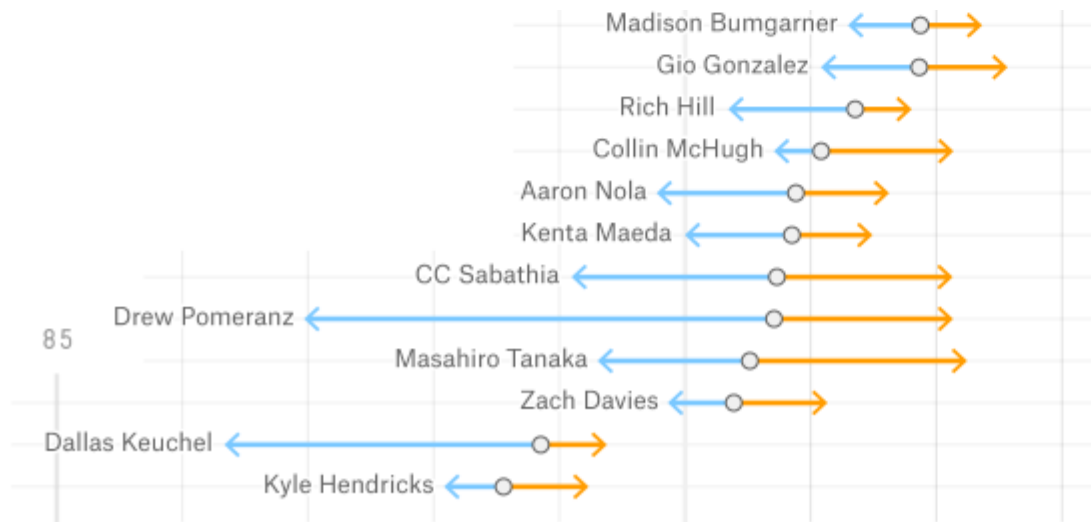 Madison Bumgarner
Gio Gonzalez
Rich Hill
Collin McHugh
Aaron Nola
Kenta Maeda
CC Sabathia
Drew Pomeranz
85
Masahiro Tanaka
Zach Davies
Dallas Keuchel
Kyle Hendricks